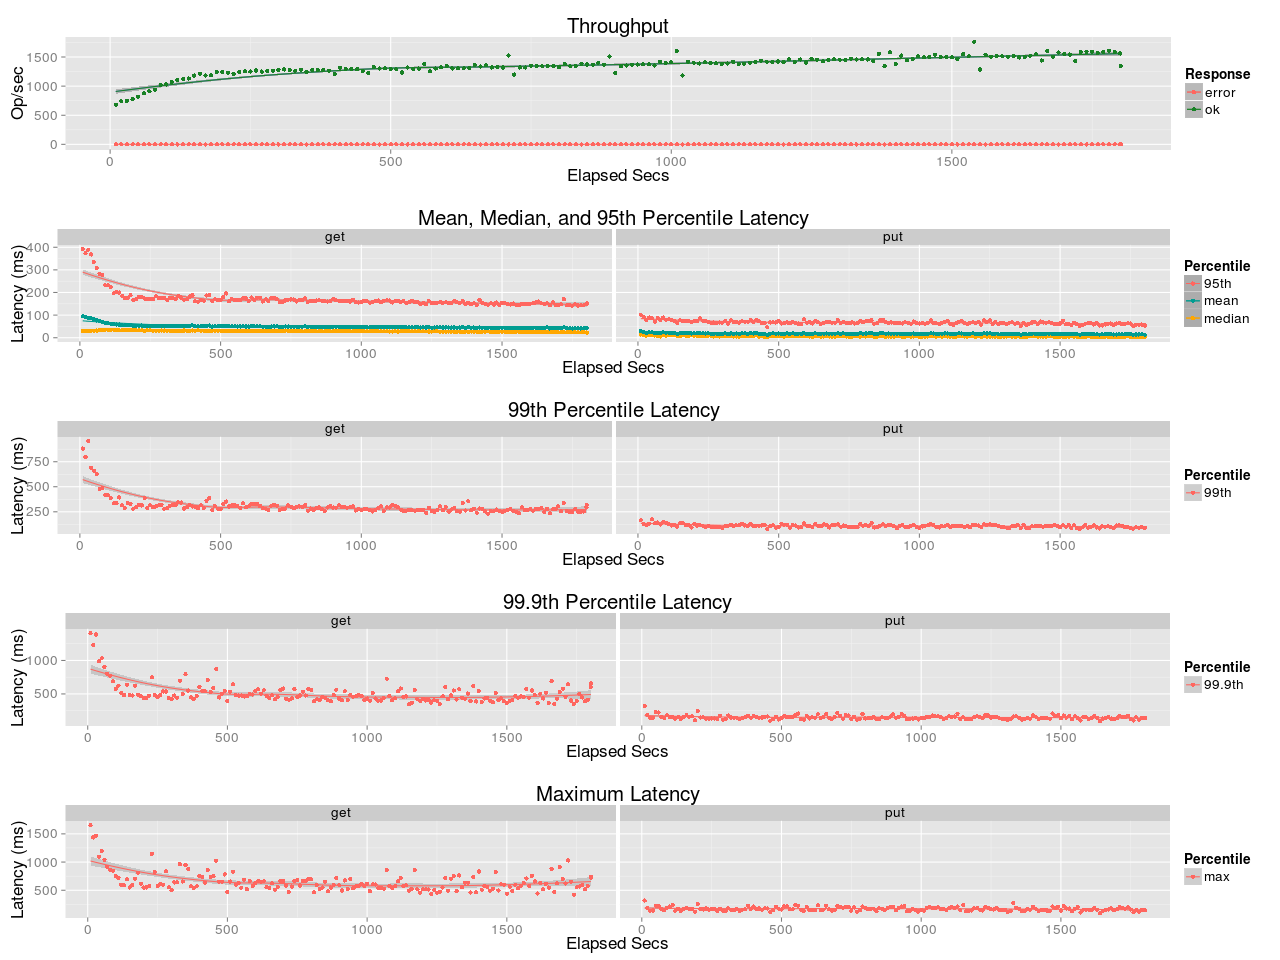 Throughput
Op/sec
1500
1000
500
0
0 500 1000 1500
Elapsed Secs
Response
error
ok
Mean, Median, and 95th Percentile Latency
get put
Latency (ms)
400
300
200
100
0
0 500 1000 1500 0 500 1000 1500
Elapsed Secs
Percentile
95th
mean
median
99th Percentile Latency
get put
Latency (ms)
750
500
250
0 500 1000 1500 0 500 1000 1500
Elapsed Secs
Percentile
99th
99.9th Percentile Latency
get put
Latency (ms)
1000
500
0 500 1000 1500 0 500 1000 1500
Elapsed Secs
Percentile
99.9th
Maximum Latency
get put
Latency (ms)
1500
1000
500
0 500 1000 1500 0 500 1000 1500
Elapsed Secs
Percentile
max